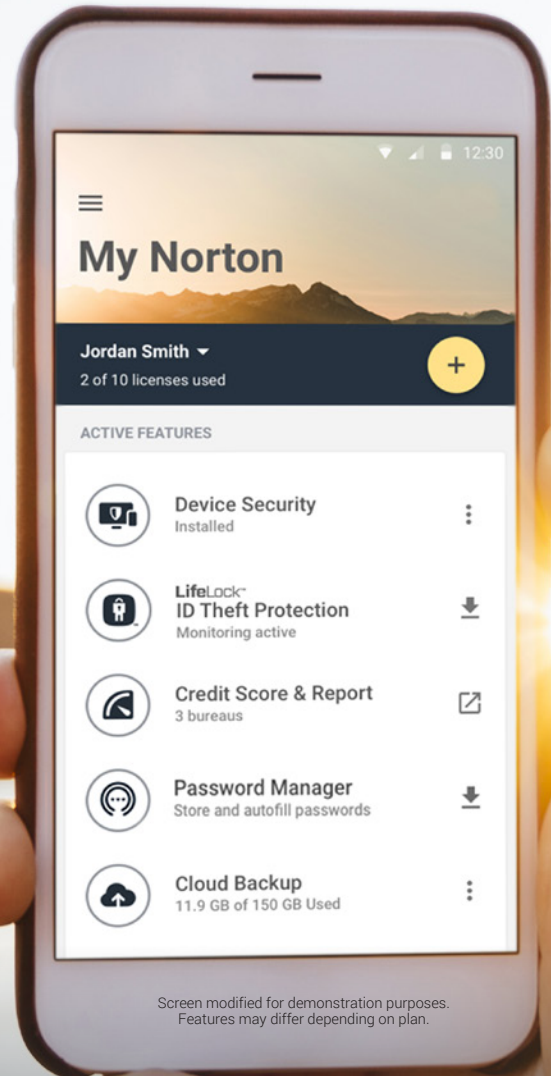 12:30
My Norton
Jordan Smith
2 of 10 licenses used
ACTIVE FEATURES
Device Security
Installed
LifeLock™
ID Theft Protection
Monitoring active
Credit Score & Report
3 bureaus
Password Manager
Store and autofill passwords
Cloud Backup
11.9 GB of 150 GB Used
Screen modified for demonstration purposes.
Features may differ depending on plan.